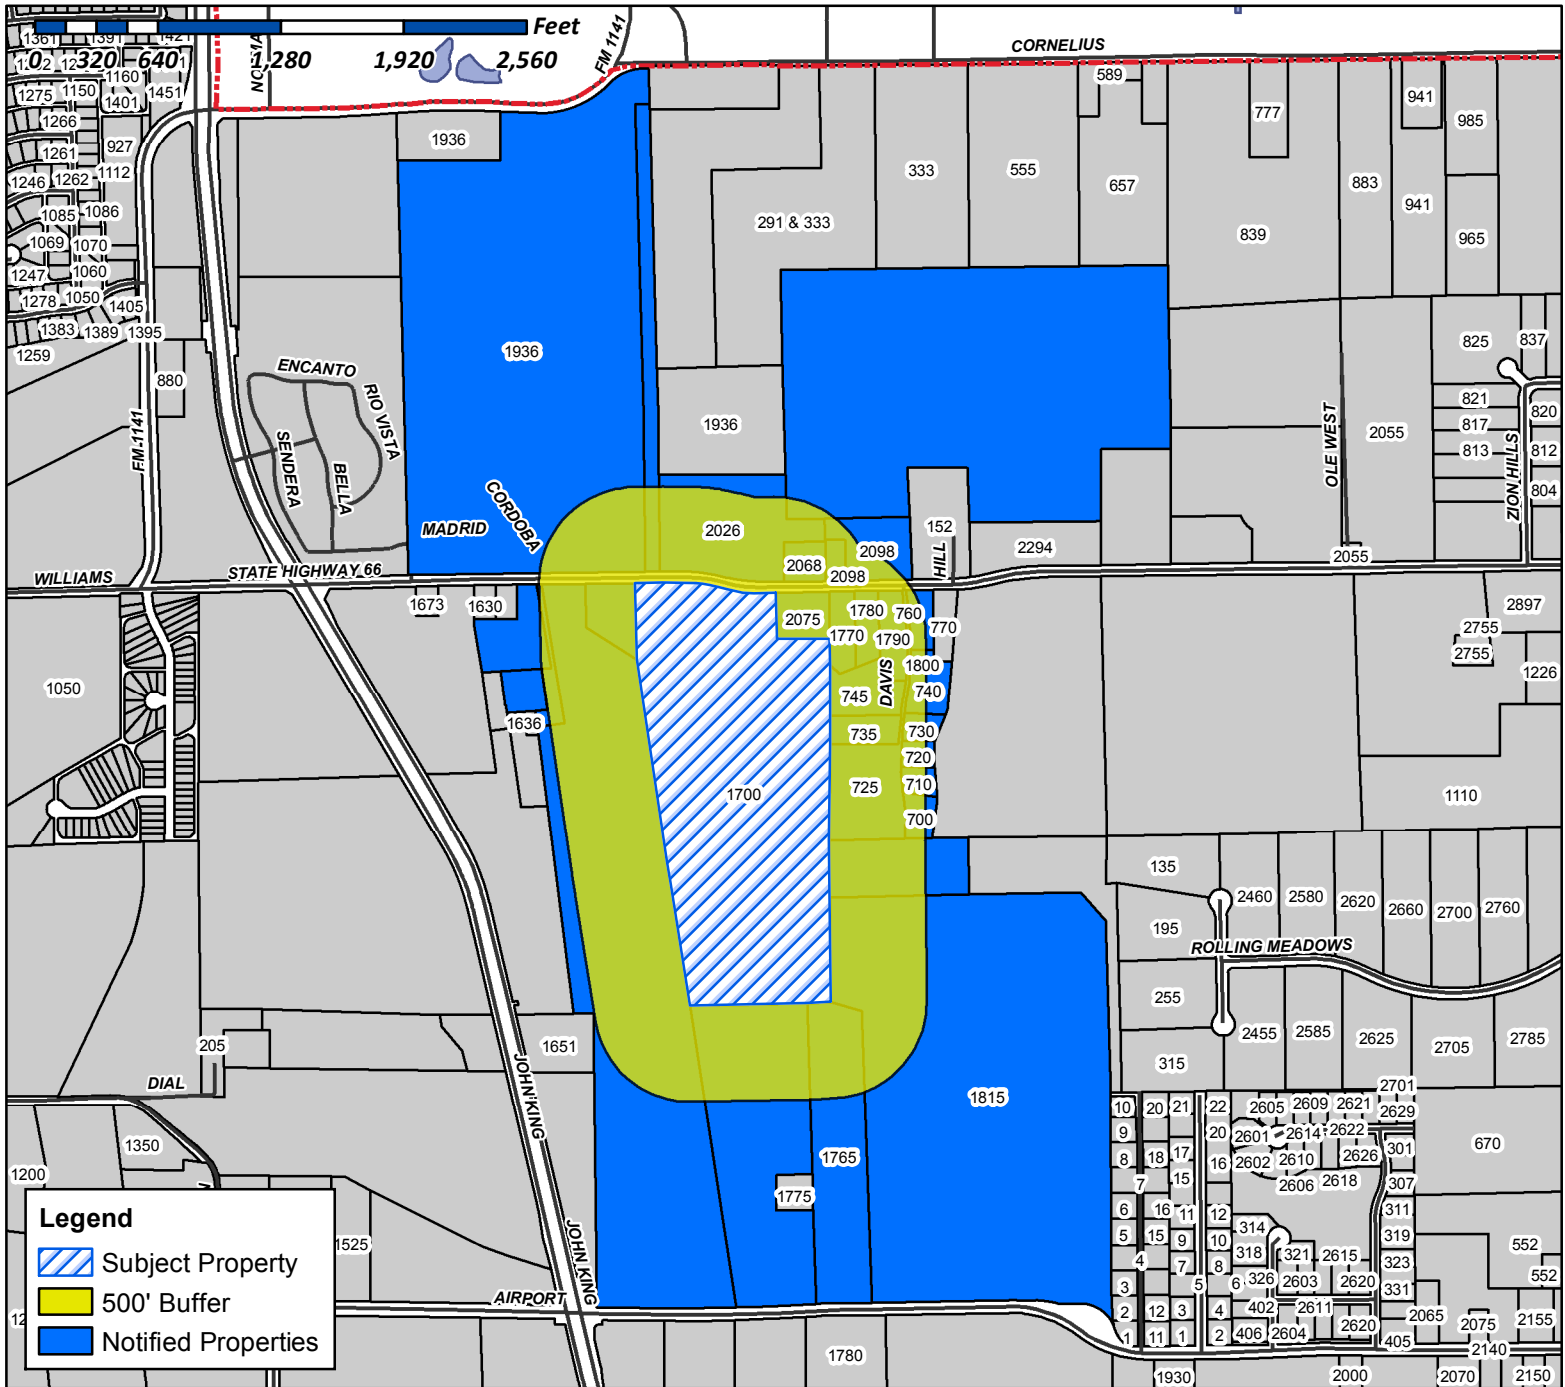 Feet
0 320 640 1,280 1,920 2,560
FM 1141
CORNELIUS
1361 1391 1421
1160
1275 1150 1401 1451
1266
927
1261
1112
1246 1262
1085 1086
1069 1070
1247 1060
1278 1050 1405
1383 1389 1395
1259
880
FM-1141
1936
1936
1936
291 & 333
333
555
589
657
777
839
883
941
941
985
965
825 837
821
820
817
813 812
804
ZION HILLS
OLE WEST
2055
2055
ENCANTO
RIO VISTA
SENDERA
BELLA
MADRID
CORDOBA
WILLIAMS
STATE HIGHWAY 66
2026
2068
2098
2098
152
HILL
2294
1673 1630
2075
1780 760
1770 1790 770
1800
DAVIS
745 740
735 730
720
725 710
700
1636
1700
1050
2897
2755
2755
1226
1110
135
195
2460 2580 2620 2660 2700 2760
ROLLING MEADOWS
255
2455 2585 2625 2705 2785
315
205
DIAL
1651
JOHN KING
1815
1765
1775
1350
1200
1525
JOHN KING
AIRPORT
1780
2701
10 20 21 22 2605 2609 2621 2629
9 20 2601 2614 2622 301 670
8 18 17 16 2602 2610 2626
7 15 2606 2618 307
6 16 11 12 311
5 15 9 10 314 319 552
4 7 8 318 321 2615 323
3 5 6 326 2603 2620 331 552
2 12 3 4 402 2611 2065 2155
1 11 1 2 406 2604 2620 405 2075
2140
1930 2000 2070 2150
Legend
Subject Property
500' Buffer
Notified Properties